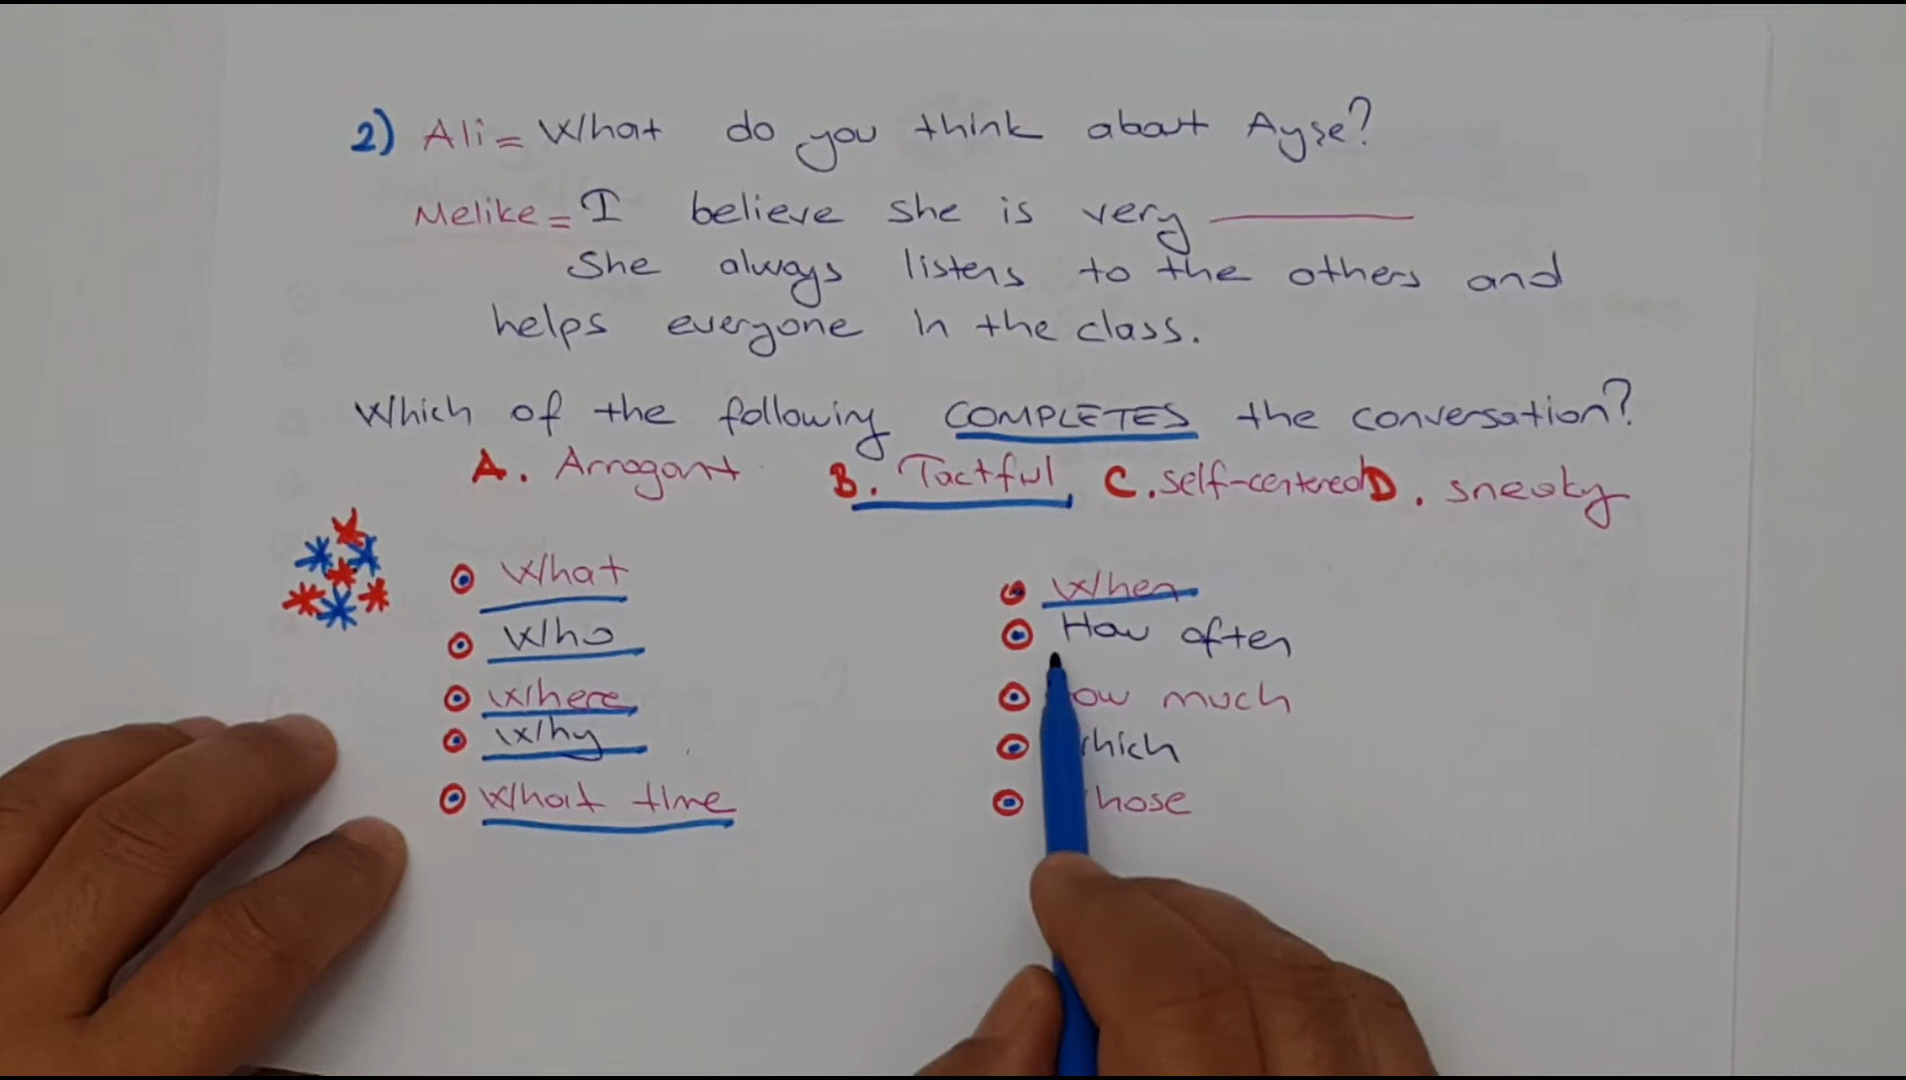 2) Ali = What do you think about Ayşe?
Melike = I believe she is very ________
She always listens to the others and
helps everyone in the class.
Which of the following COMPLETES the conversation?
A. Arrogant B. Tactful C. self-centered D. sneaky
What
Who
Where
Why
What time
When
How often
much